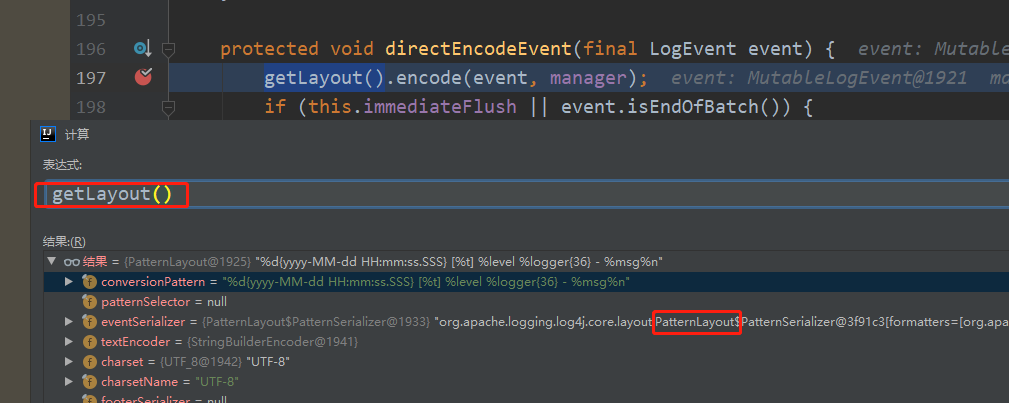 195
196 protected void directEncodeEvent(final LogEvent event) { event: Mutable
197 getLayout().encode(event, manager); event: MutableLogEvent@1921 ma
198 if (this.immediateFlush || event.isEndOfBatch()) {
计算
表达式:
getLayout()
结果:(R)
结果 = {PatternLayout@1925} "%d{yyyy-MM-dd HH:mm:ss.SSS} [%t] %level %logger{36} - %msg%n"
conversionPattern = "%d{yyyy-MM-dd HH:mm:ss.SSS} [%t] %level %logger{36} - %msg%n"
patternSelector = null
eventSerializer = {PatternLayout$PatternSerializer@1933} "org.apache.logging.log4j.core.layout.PatternLayout$PatternSerializer@3f91c3[formatters=[org.apa
textEncoder = {StringBuilderEncoder@1941}
charset = {UTF_8@1942} "UTF-8"
charsetName = "UTF-8"
footerSerializer = null